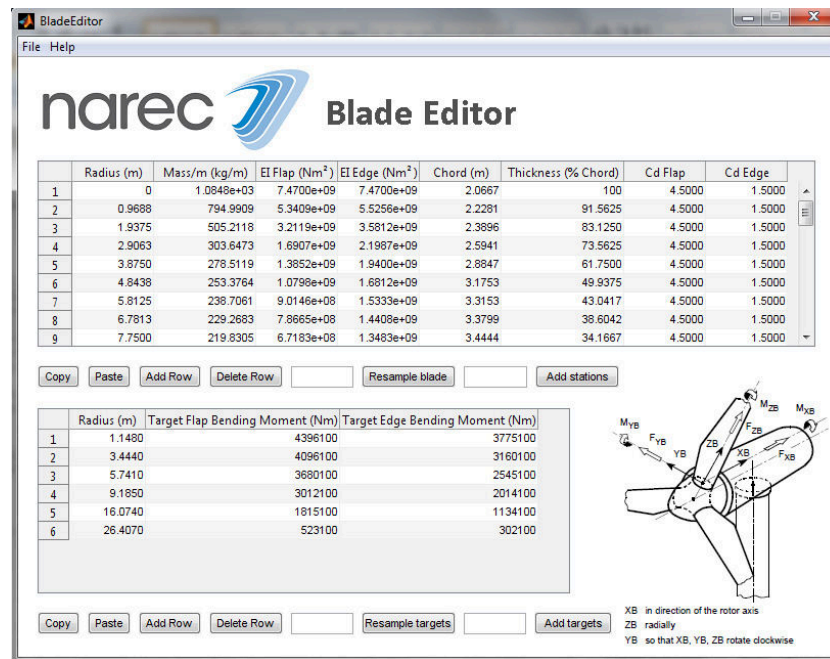 BladeEditor
File Help
narec Blade Editor
Radius (m) Mass/m (kg/m) EI Flap (Nm²) EI Edge (Nm²) Chord (m) Thickness (% Chord) Cd Flap Cd Edge
1 0 1.0848e+03 7.4700e+09 7.4700e+09 2.0667 100 4.5000 1.5000
2 0.9688 794.9909 5.3409e+09 5.5256e+09 2.2281 91.5625 4.5000 1.5000
3 1.9375 505.2118 3.2119e+09 3.5812e+09 2.3896 83.1250 4.5000 1.5000
4 2.9063 303.6473 1.6907e+09 2.1987e+09 2.5941 73.5625 4.5000 1.5000
5 3.8750 278.5119 1.3852e+09 1.9400e+09 2.8847 61.7500 4.5000 1.5000
6 4.8438 253.3764 1.0798e+09 1.6812e+09 3.1753 49.9375 4.5000 1.5000
7 5.8125 238.7061 9.0146e+08 1.5333e+09 3.3153 43.0417 4.5000 1.5000
8 6.7813 229.2683 7.8665e+08 1.4408e+09 3.3799 38.6042 4.5000 1.5000
9 7.7500 219.8305 6.7183e+08 1.3483e+09 3.4444 34.1667 4.5000 1.5000
Copy Paste Add Row Delete Row Resample blade Add stations
Radius (m) Target Flap Bending Moment (Nm) Target Edge Bending Moment (Nm)
1 1.1480 4396100 3775100
2 3.4440 4096100 3160100
3 5.7410 3680100 2545100
4 9.1850 3012100 2014100
5 16.0740 1815100 1134100
6 26.4070 523100 302100
M_ZB M_XB
M_YB F_ZB
F_YB ZB
YB XB F_XB
XB in direction of the rotor axis
ZB radially
YB so that XB, YB, ZB rotate clockwise
Copy Paste Add Row Delete Row Resample targets Add targets